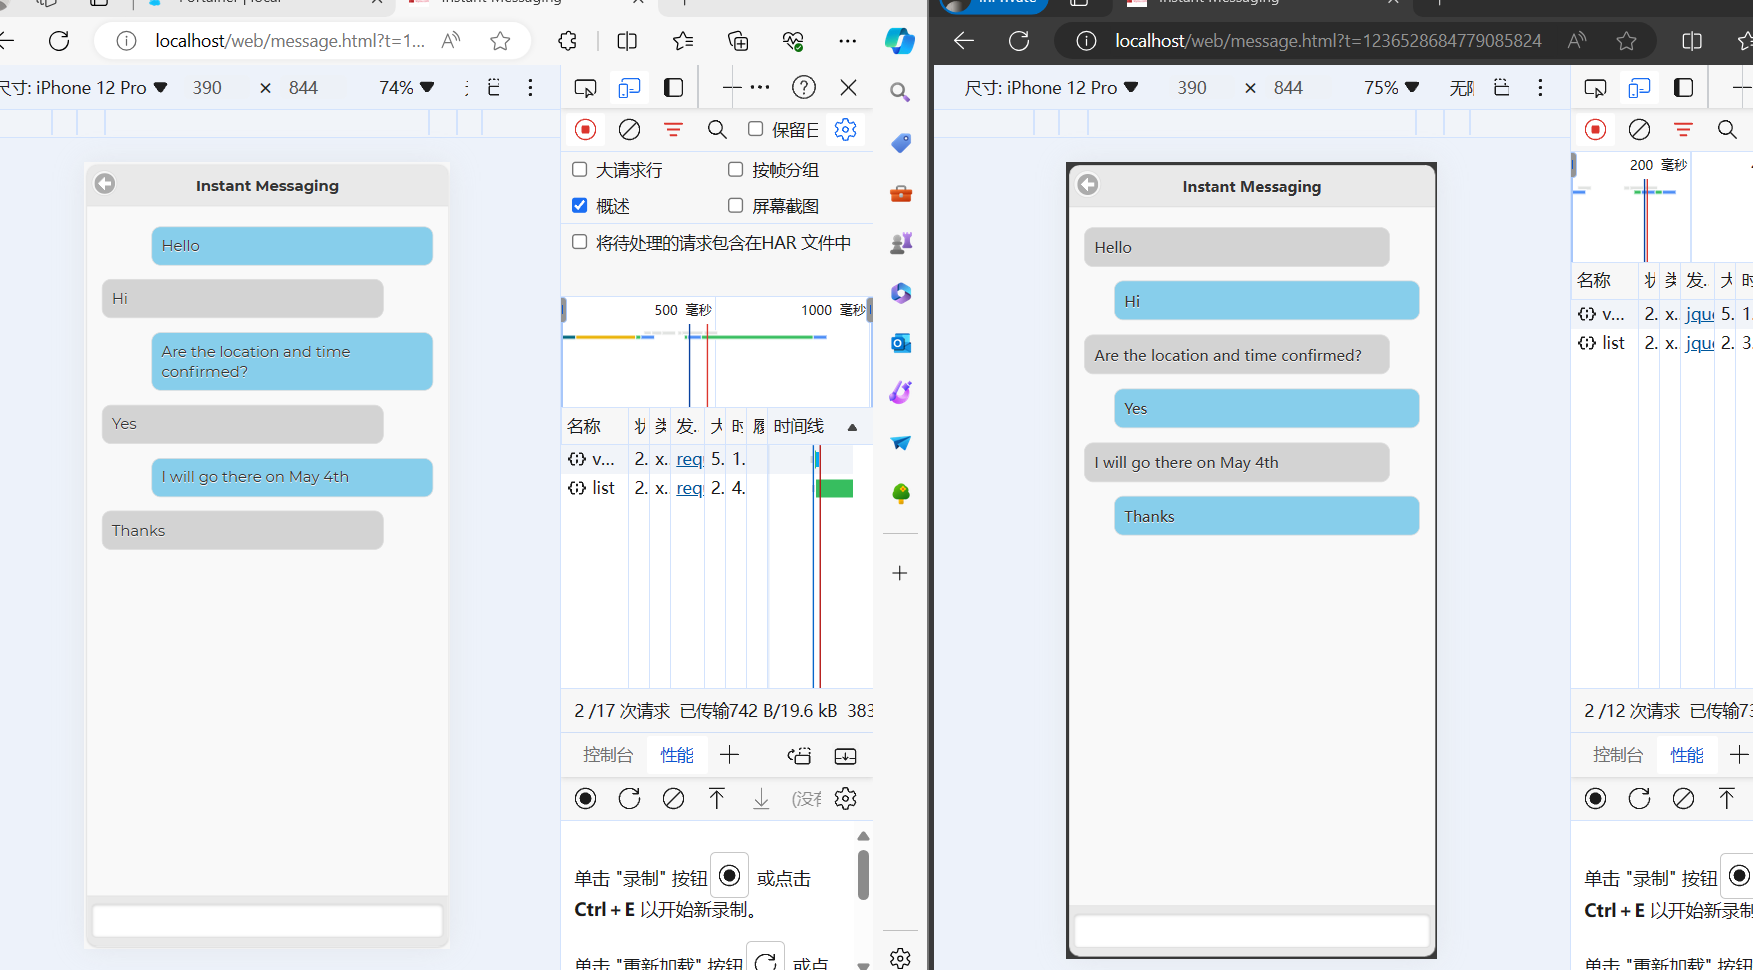 localhost/web/message.html?t=1...
尺寸: iPhone 12 Pro 390 × 844 74%
保留日
大请求行 按帧分组
概述 屏幕截图
将待处理的请求包含在HAR 文件中
Instant Messaging
Hello
Hi
Are the location and time
confirmed?
Yes
I will go there on May 4th
Thanks
500 毫秒 1000 毫秒
名称 发.. 大 时 履 时间线
v... 2. x. req 5. 1.
list 2. x. req 2. 4.
2 /17 次请求 已传输742 B/19.6 kB 383
控制台 性能
(没有
单击 "录制" 按钮 或点击
Ctrl + E 以开始新录制。
单击 "重新加载" 按钮 或点
InPrivate
Instant Messaging
localhost/web/message.html?t=1236528684779085824
尺寸: iPhone 12 Pro 390 × 844 75%
Instant Messaging
Hello
Hi
Are the location and time confirmed?
Yes
I will go there on May 4th
Thanks
200 毫秒
名称 发.. 大 时
v... 2. x. jqu 5. 1.
list 2. x. jqu 2. 3.
2 /12 次请求 已传输73
控制台 性能
单击 "录制" 按钮
Ctrl + E 以开始新录制
单击 "重新加载" 按钮